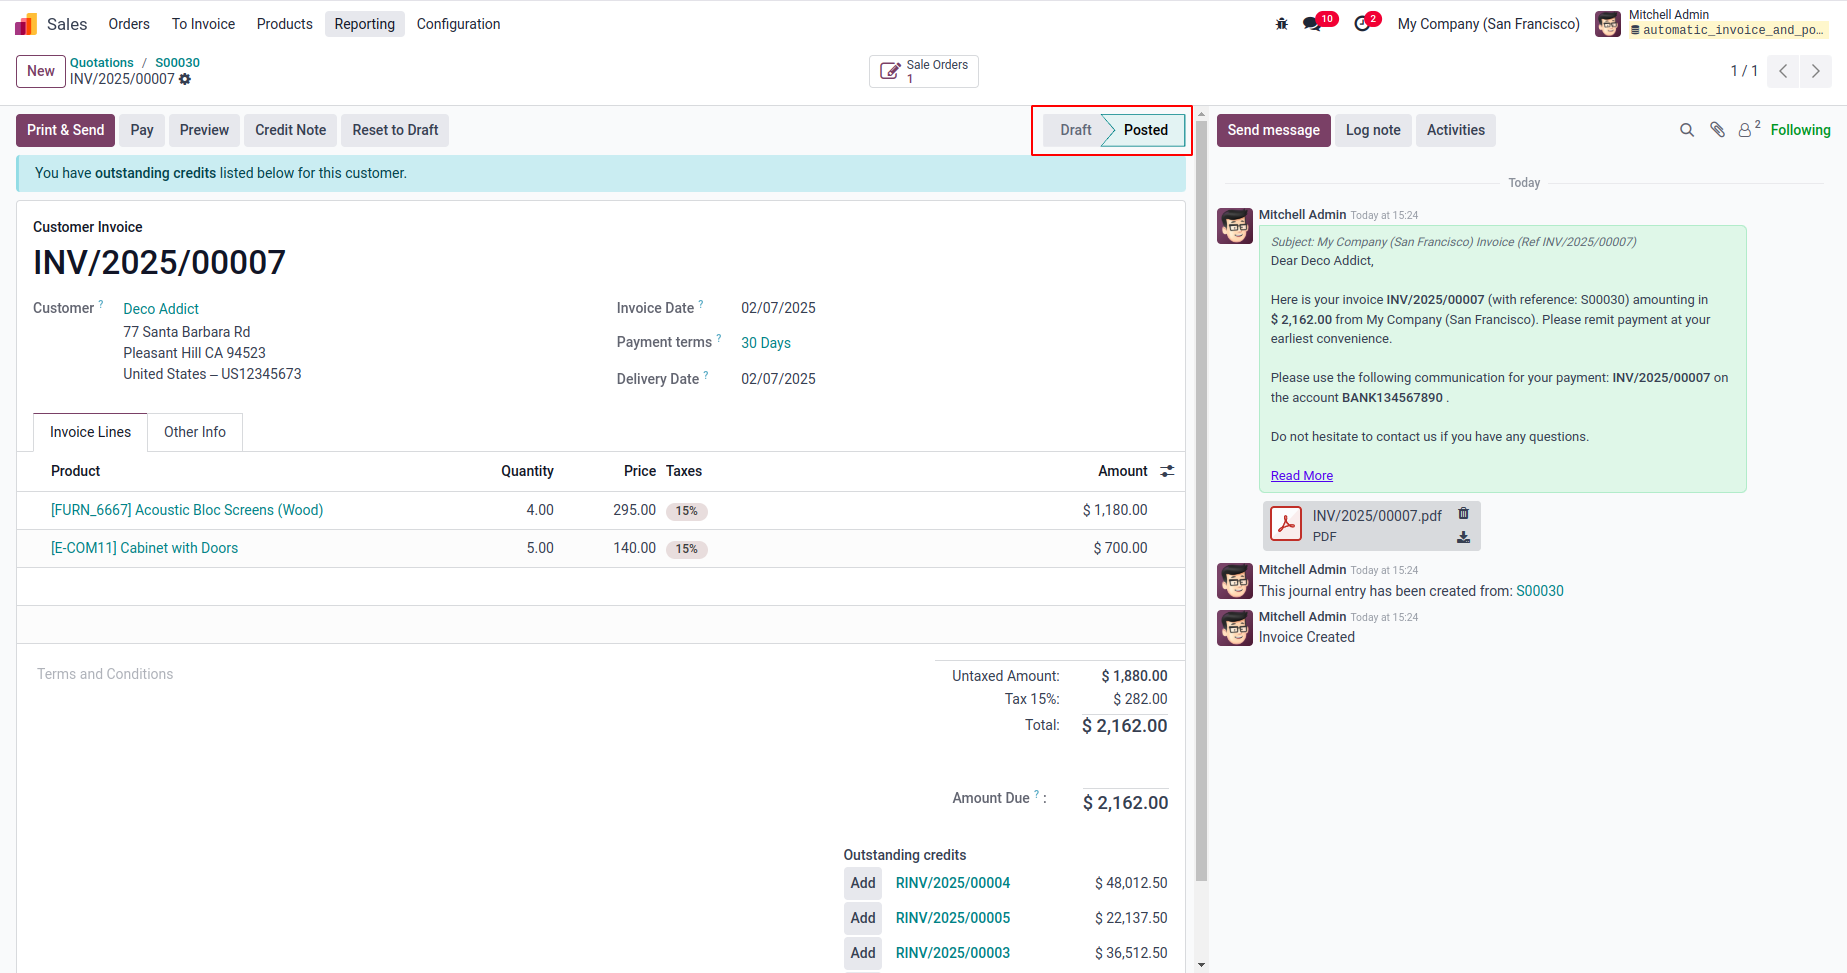 Sales Orders To Invoice Products Reporting Configuration 10 2 My Company (San Francisco) Mitchell Admin
automatic_invoice_and_po...
New Quotations / S00030
INV/2025/00007
Sale Orders
1
1 / 1
Print & Send Pay Preview Credit Note Reset to Draft Draft Posted
You have outstanding credits listed below for this customer.
Customer Invoice
INV/2025/00007
Customer ? Deco Addict
77 Santa Barbara Rd
Pleasant Hill CA 94523
United States – US12345673
Invoice Date ? 02/07/2025
Payment terms ? 30 Days
Delivery Date ? 02/07/2025
Invoice Lines Other Info
Product Quantity Price Taxes Amount
[FURN_6667] Acoustic Bloc Screens (Wood) 4.00 295.00 15% $ 1,180.00
[E-COM11] Cabinet with Doors 5.00 140.00 15% $ 700.00
Terms and Conditions
Untaxed Amount: $ 1,880.00
Tax 15%: $ 282.00
Total: $ 2,162.00
Amount Due ? : $ 2,162.00
Outstanding credits
Add RINV/2025/00004 $ 48,012.50
Add RINV/2025/00005 $ 22,137.50
Add RINV/2025/00003 $ 36,512.50
Send message Log note Activities 2 Following
Today
Mitchell Admin Today at 15:24
Subject: My Company (San Francisco) Invoice (Ref INV/2025/00007)
Dear Deco Addict,
Here is your invoice INV/2025/00007 (with reference: S00030) amounting in
$ 2,162.00 from My Company (San Francisco). Please remit payment at your
earliest convenience.
Please use the following communication for your payment: INV/2025/00007 on
the account BANK134567890 .
Do not hesitate to contact us if you have any questions.
Read More
INV/2025/00007.pdf
PDF
Mitchell Admin Today at 15:24
This journal entry has been created from: S00030
Mitchell Admin Today at 15:24
Invoice Created